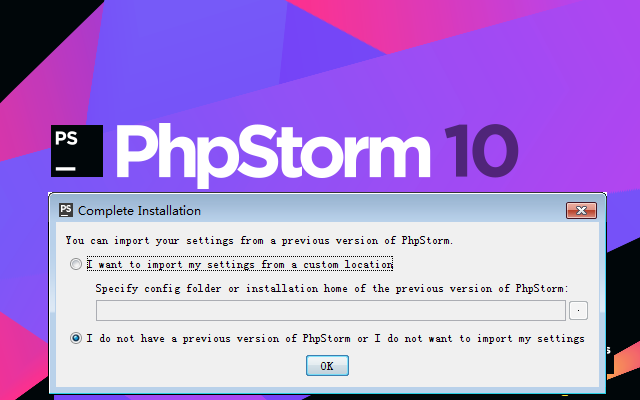 PS
PhpStorm 10
PS Complete Installation
You can import your settings from a previous version of PhpStorm.
I want to import my settings from a custom location
Specify config folder or installation home of the previous version of PhpStorm:
I do not have a previous version of PhpStorm or I do not want to import my settings
OK